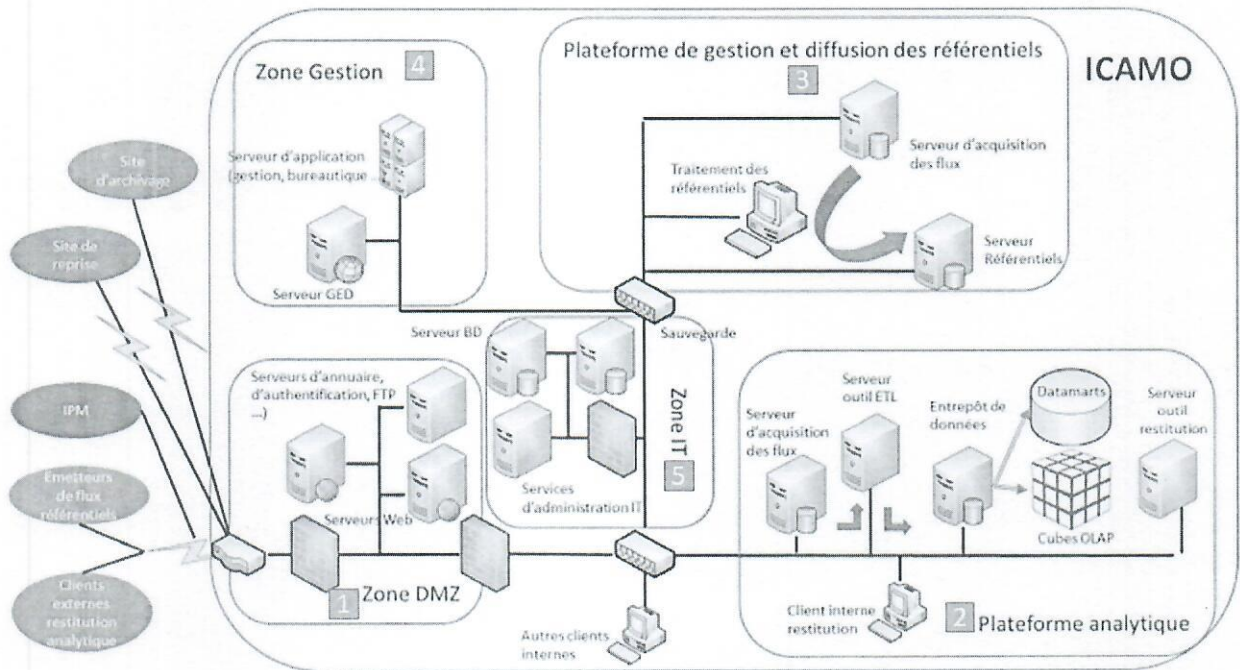 ICAMO
Zone Gestion
4
Serveur d'application
(gestion, bureautique ...
Serveur GED
Plateforme de gestion et diffusion des référentiels
3
Serveur d'acquisition
des flux
Traitement des
référentiels
Serveur
Référentiels
Site
d'archivage
Site de
reprise
IPM
Emetteurs de
flux
référentiels
Clients
externes
restitution
analytique
Serveurs d'annuaire,
d'authentification, FTP
...)
Serveurs Web
1
Zone DMZ
Serveur BD
Sauvegarde
Services
d'administration IT
Zone IT
5
Autres clients
internes
Serveur
d'acquisition
des flux
Serveur
outil ETL
Entrepôt de
données
Datamarts
Cubes OLAP
Serveur
outil
restitution
Client interne
restitution
2
Plateforme analytique